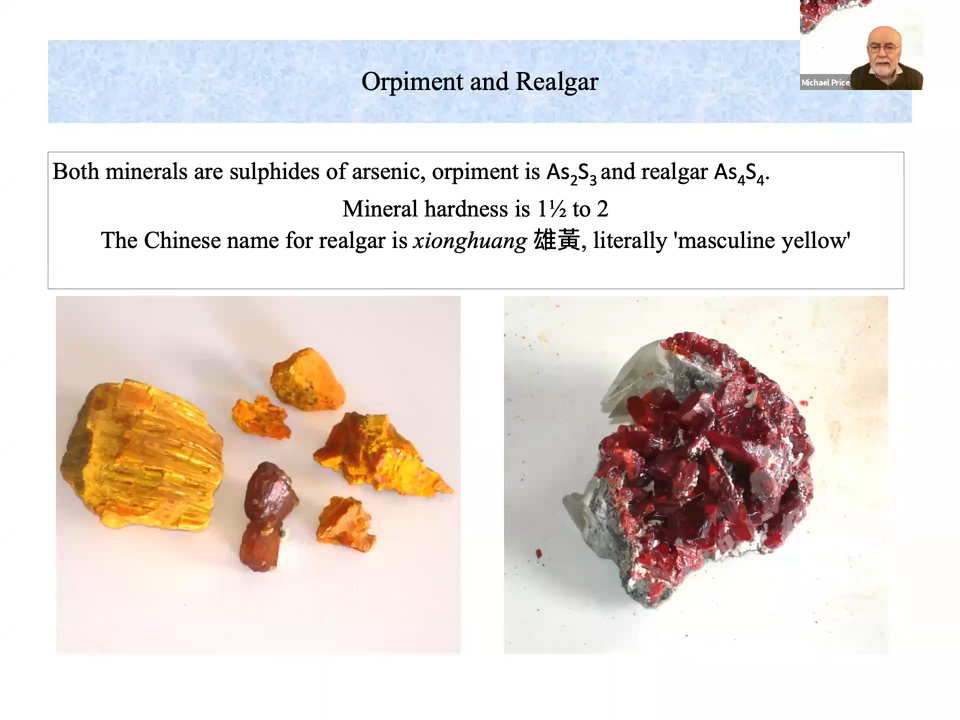 Orpiment and Realgar
Michael Price
Both minerals are sulphides of arsenic, orpiment is As₂S₃ and realgar As₄S₄.
Mineral hardness is 1½ to 2
The Chinese name for realgar is xionghuang 雄黃, literally 'masculine yellow'